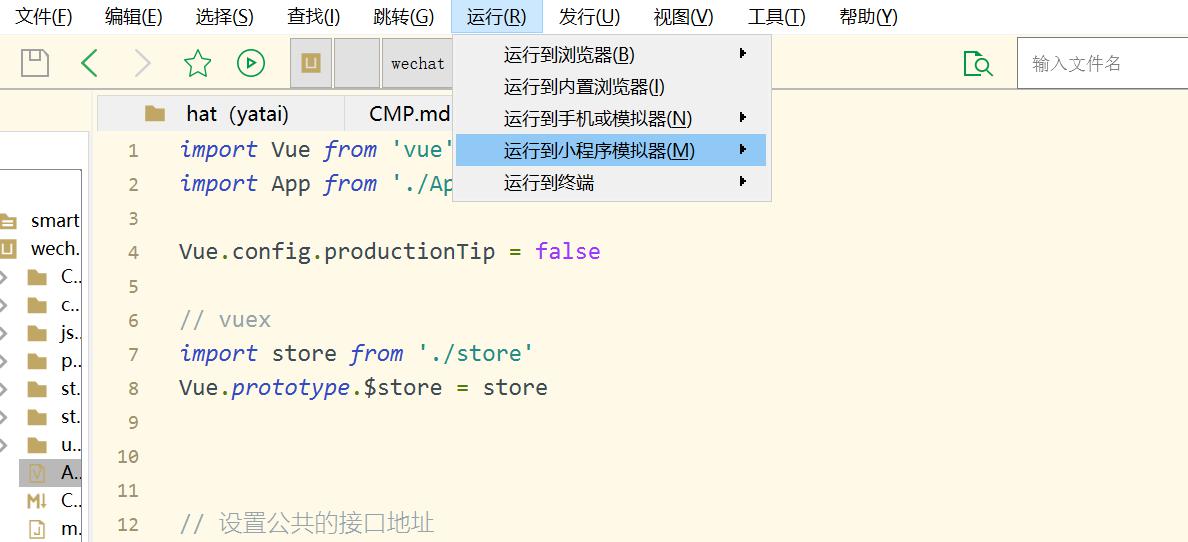 文件(F) 编辑(E) 选择(S) 查找(I) 跳转(G) 运行(R) 发行(U) 视图(V) 工具(T) 帮助(Y)
wechat 输入文件名
运行到浏览器(B)
运行到内置浏览器(I)
运行到手机或模拟器(N)
运行到小程序模拟器(M)
运行到终端
hat（yatai) CMP.md
smart
wech.
C..
c..
js..
p..
st.
st.
u..
A..
C..
m.
1 import Vue from 'vue'
2 import App from './Ap
3
4 Vue.config.productionTip = false
5
6 // vuex
7 import store from './store'
8 Vue.prototype.$store = store
9
10
11
12 // 设置公共的接口地址